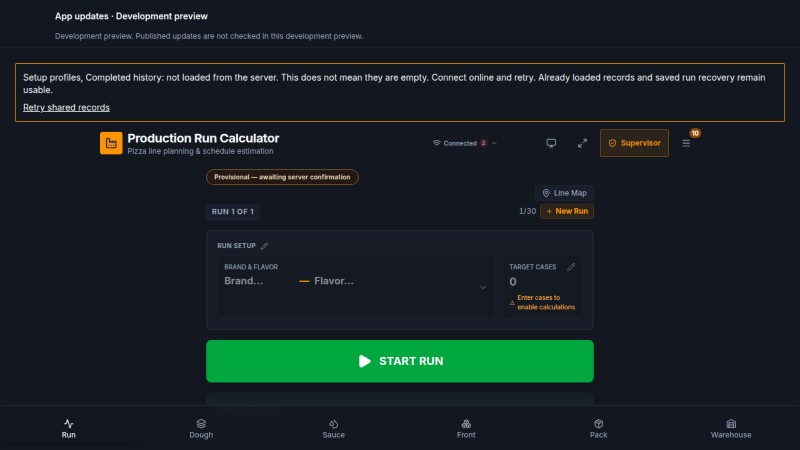 App updates · Development preview
Development preview. Published updates are not checked in this development preview.
Setup profiles, Completed history: not loaded from the server. This does not mean they are empty. Connect online and retry. Already loaded records and saved run recovery remain
usable.
Retry shared records
Production Run Calculator
Pizza line planning & schedule estimation
Connected 2
Supervisor
10
Provisional — awaiting server confirmation
Line Map
RUN 1 OF 1
1/30
+ New Run
RUN SETUP
BRAND & FLAVOR
Brand... — Flavor...
TARGET CASES
0
Enter cases to
enable calculations
START RUN
Run
Dough
Sauce
Front
Pack
Warehouse